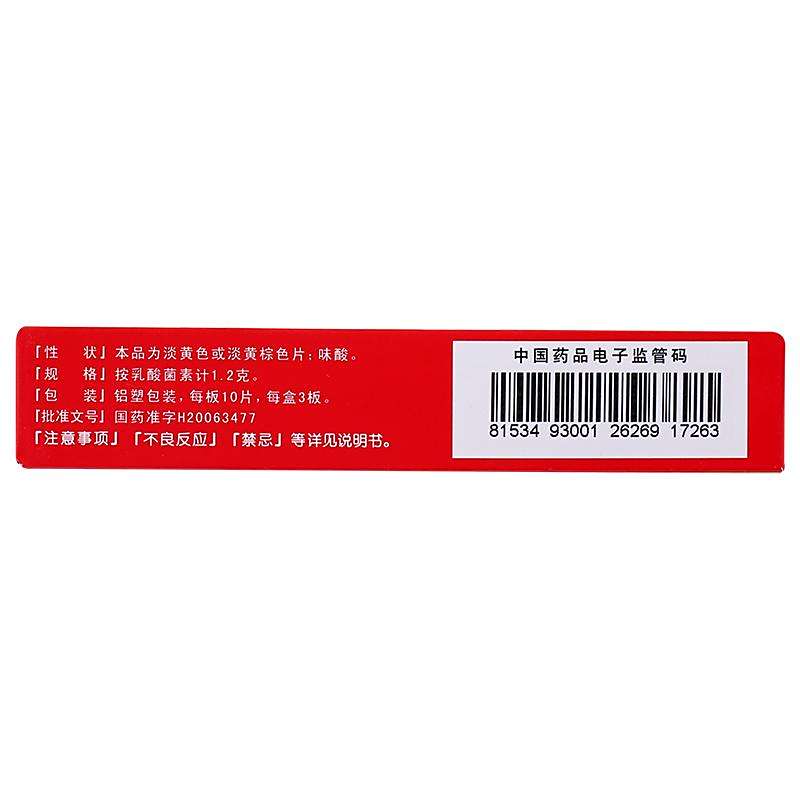 「性 状」本品为淡黄色或淡黄棕色片；味酸。
「规 格」按乳酸菌素计1.2克。
「包 装」铝塑包装，每板10片，每盒3板。
「批准文号」国药准字H20063477
「注意事项」「不良反应」「禁忌」等详见说明书。
中国药品电子监管码
81534 93001 26269 17263